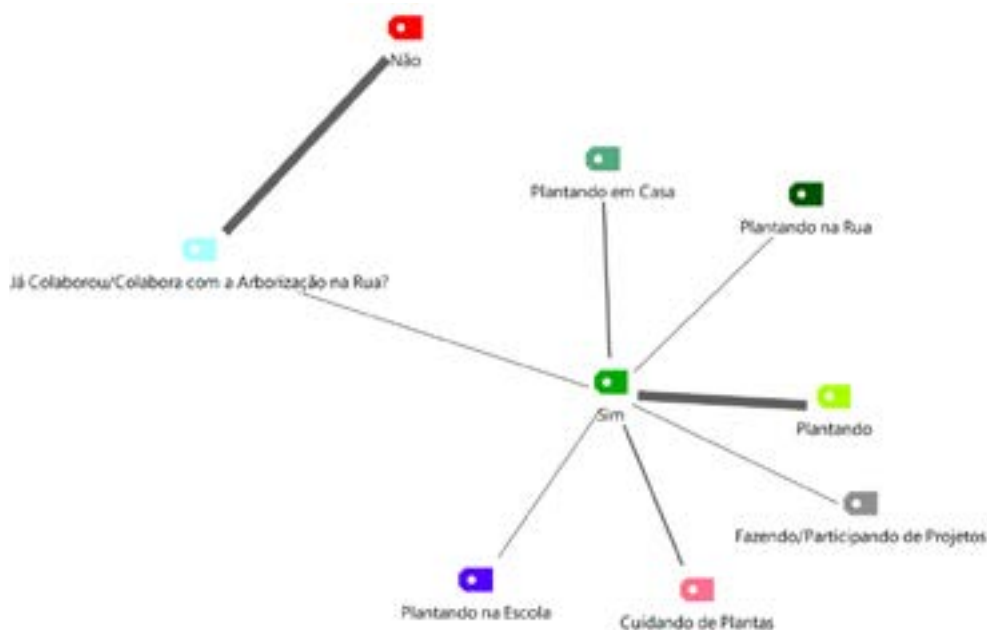 Não
Plantando em Casa
Plantando na Rua
Já Colaborou/Colabora com a Arborização na Rua?
Sim
Plantando
Fazendo/Participando de Projetos
Plantando na Escola
Cuidando de Plantas